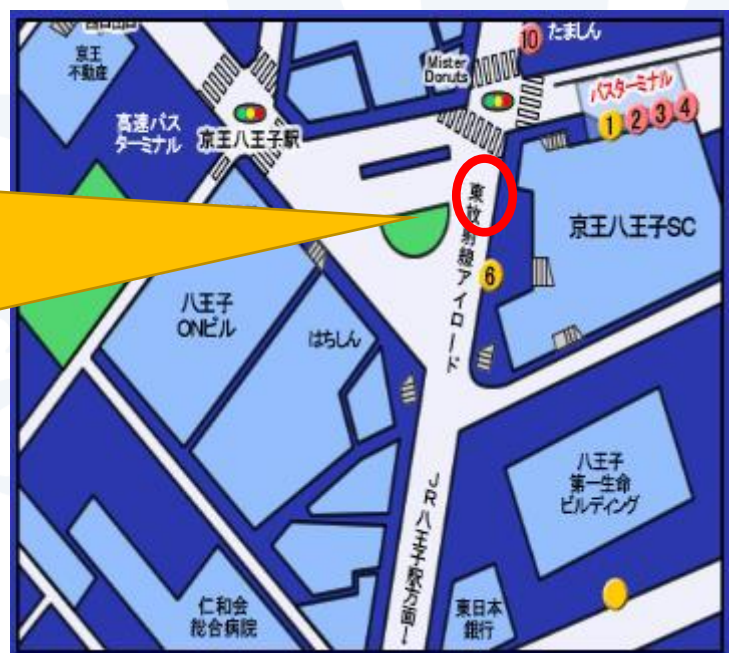 京王
不動産
高速バス
ターミナル
京王八王子駅
Mister
Donuts
10
たましん
バスターミナル
1
2
3
4
京王八王子SC
東放射線アイロード
6
八王子
ONビル
はちしん
八王子
第一生命
ビルディング
JR八王子駅方面→
仁和会
総合病院
東日本
銀行